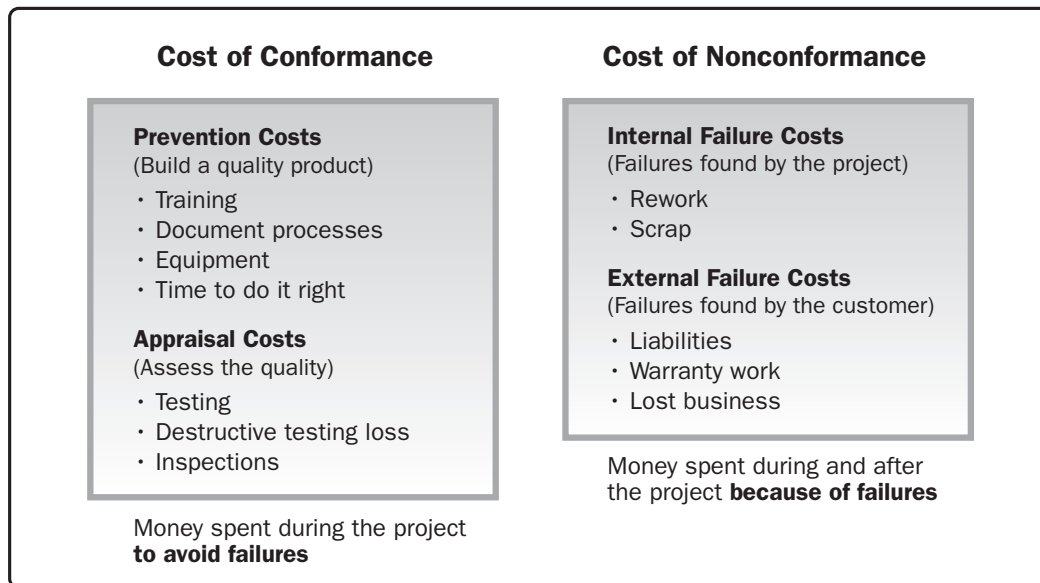 Cost of Conformance
Prevention Costs
(Build a quality product)
· Training
· Document processes
· Equipment
· Time to do it right
Appraisal Costs
(Assess the quality)
· Testing
· Destructive testing loss
· Inspections
Money spent during the project
to avoid failures
Cost of Nonconformance
Internal Failure Costs
(Failures found by the project)
· Rework
· Scrap
External Failure Costs
(Failures found by the customer)
· Liabilities
· Warranty work
· Lost business
Money spent during and after
the project because of failures